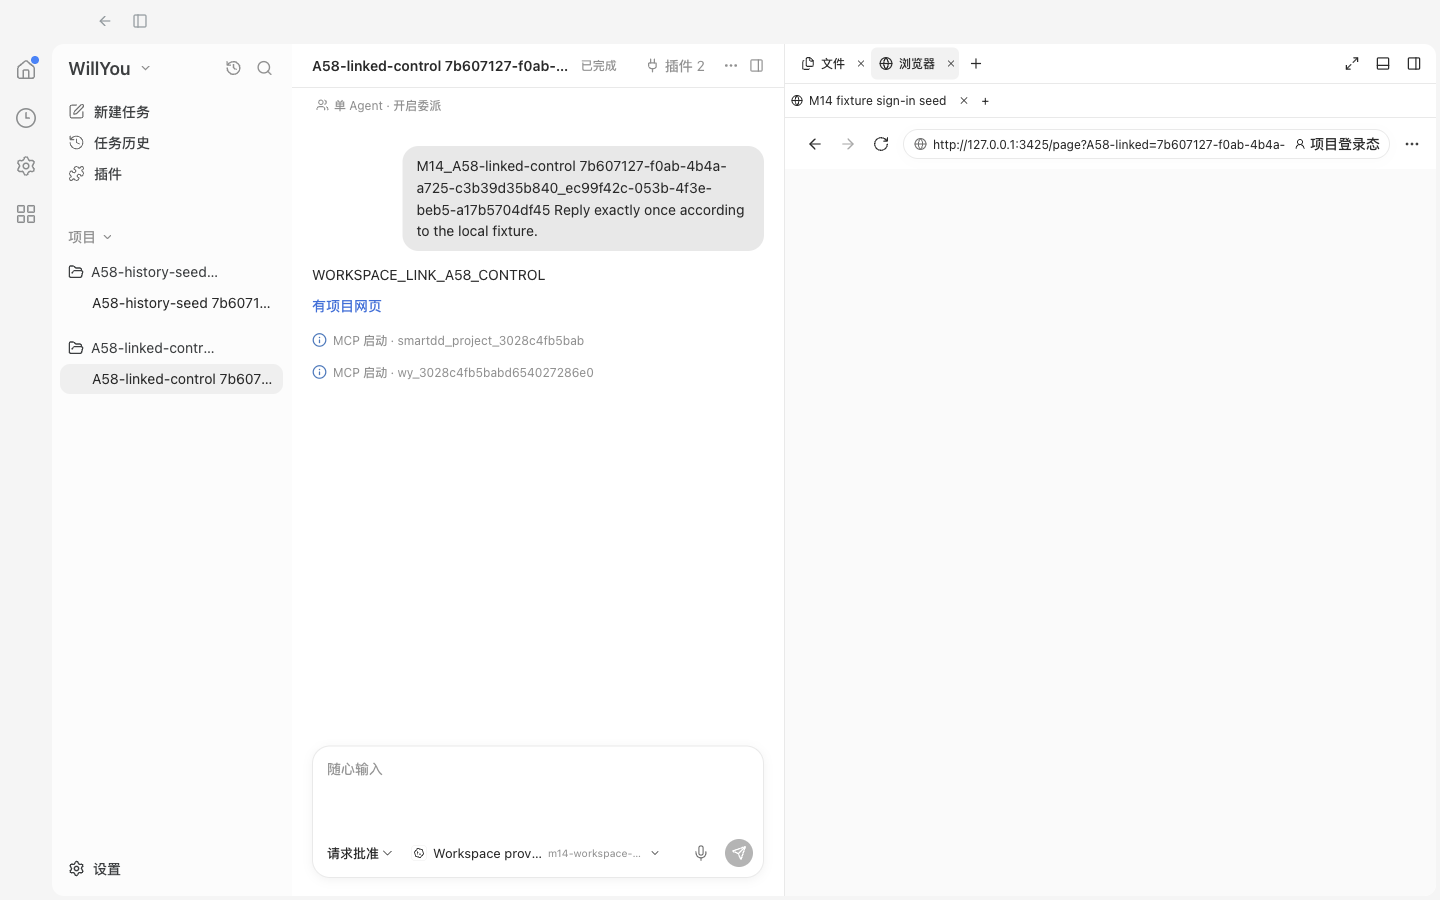 WillYou
新建任务
任务历史
插件
项目
A58-history-seed...
A58-history-seed 7b6071...
A58-linked-contr...
A58-linked-control 7b607...
设置
A58-linked-control 7b607127-f0ab-... 已完成 插件 2
单 Agent · 开启委派
M14_A58-linked-control 7b607127-f0ab-4b4a-
a725-c3b39d35b840_ec99f42c-053b-4f3e-
beb5-a17b5704df45 Reply exactly once according
to the local fixture.
WORKSPACE_LINK_A58_CONTROL
有项目网页
MCP 启动 · smartdd_project_3028c4fb5bab
MCP 启动 · wy_3028c4fb5babd654027286e0
随心输入
请求批准 Workspace prov... m14-workspace-...
文件 浏览器
M14 fixture sign-in seed
http://127.0.0.1:3425/page?A58-linked=7b607127-f0ab-4b4a- 项目登录态